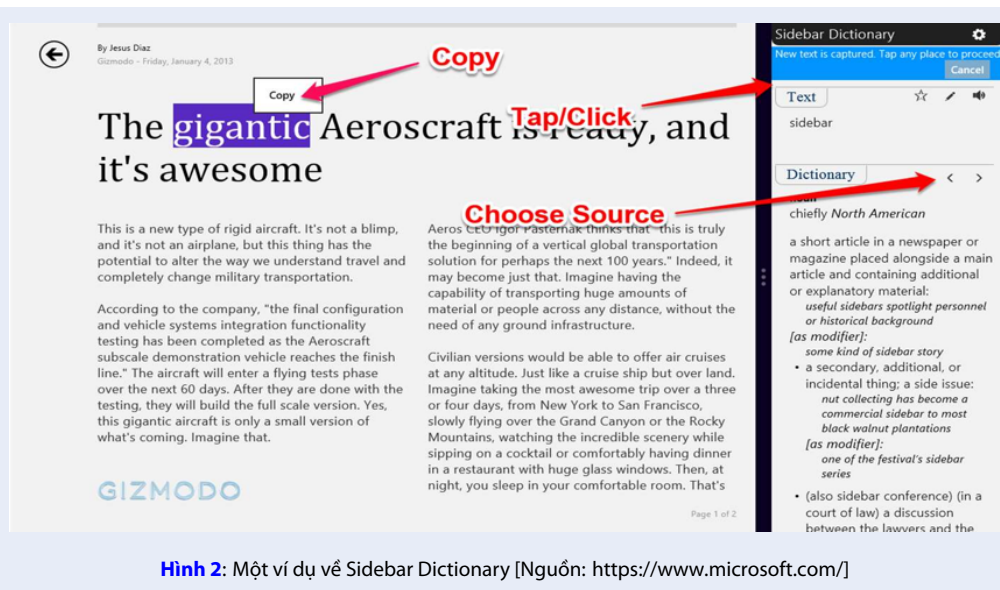 By Jesus Diaz
Gizmodo - Friday, January 4, 2013
Copy
Copy
The gigantic Aeroscraft is ready, and
it's awesome
This is a new type of rigid aircraft. It's not a blimp,
and it's not an airplane, but this thing has the
potential to alter the way we understand travel and
completely change military transportation.
According to the company, "the final configuration
and vehicle systems integration functionality
testing has been completed as the Aeroscraft
subscale demonstration vehicle reaches the finish
line." The aircraft will enter a flying tests phase
over the next 60 days. After they are done with the
testing, they will build the full scale version. Yes,
this gigantic aircraft is only a small version of
what's coming. Imagine that.
GIZMODO
Aeros CEO Igor Pasternak thinks that "this is truly
the beginning of a vertical global transportation
solution for perhaps the next 100 years." Indeed, it
may become just that. Imagine having the
capability of transporting huge amounts of
material or people across any distance, without the
need of any ground infrastructure.
Civilian versions would be able to offer air cruises
at any altitude. Just like a cruise ship but over land.
Imagine taking the most awesome trip over a three
or four days, from New York to San Francisco,
slowly flying over the Grand Canyon or the Rocky
Mountains, watching the incredible scenery while
sipping on a cocktail or comfortably having dinner
in a restaurant with huge glass windows. Then, at
night, you sleep in your comfortable room. That's
Page 1 of 2
Tap/Click
Choose Source
Sidebar Dictionary
New text is captured. Tap any place to proceed
Cancel
Text
sidebar
Dictionary
noun
chiefly North American
a short article in a newspaper or
magazine placed alongside a main
article and containing additional
or explanatory material:
useful sidebars spotlight personnel
or historical background
[as modifier]:
some kind of sidebar story
• a secondary, additional, or
incidental thing; a side issue:
nut collecting has become a
commercial sidebar to most
black walnut plantations
[as modifier]:
one of the festival's sidebar
series
• (also sidebar conference) (in a
court of law) a discussion
between the lawyers and the
Hình 2: Một ví dụ về Sidebar Dictionary [Nguồn: https://www.microsoft.com/]